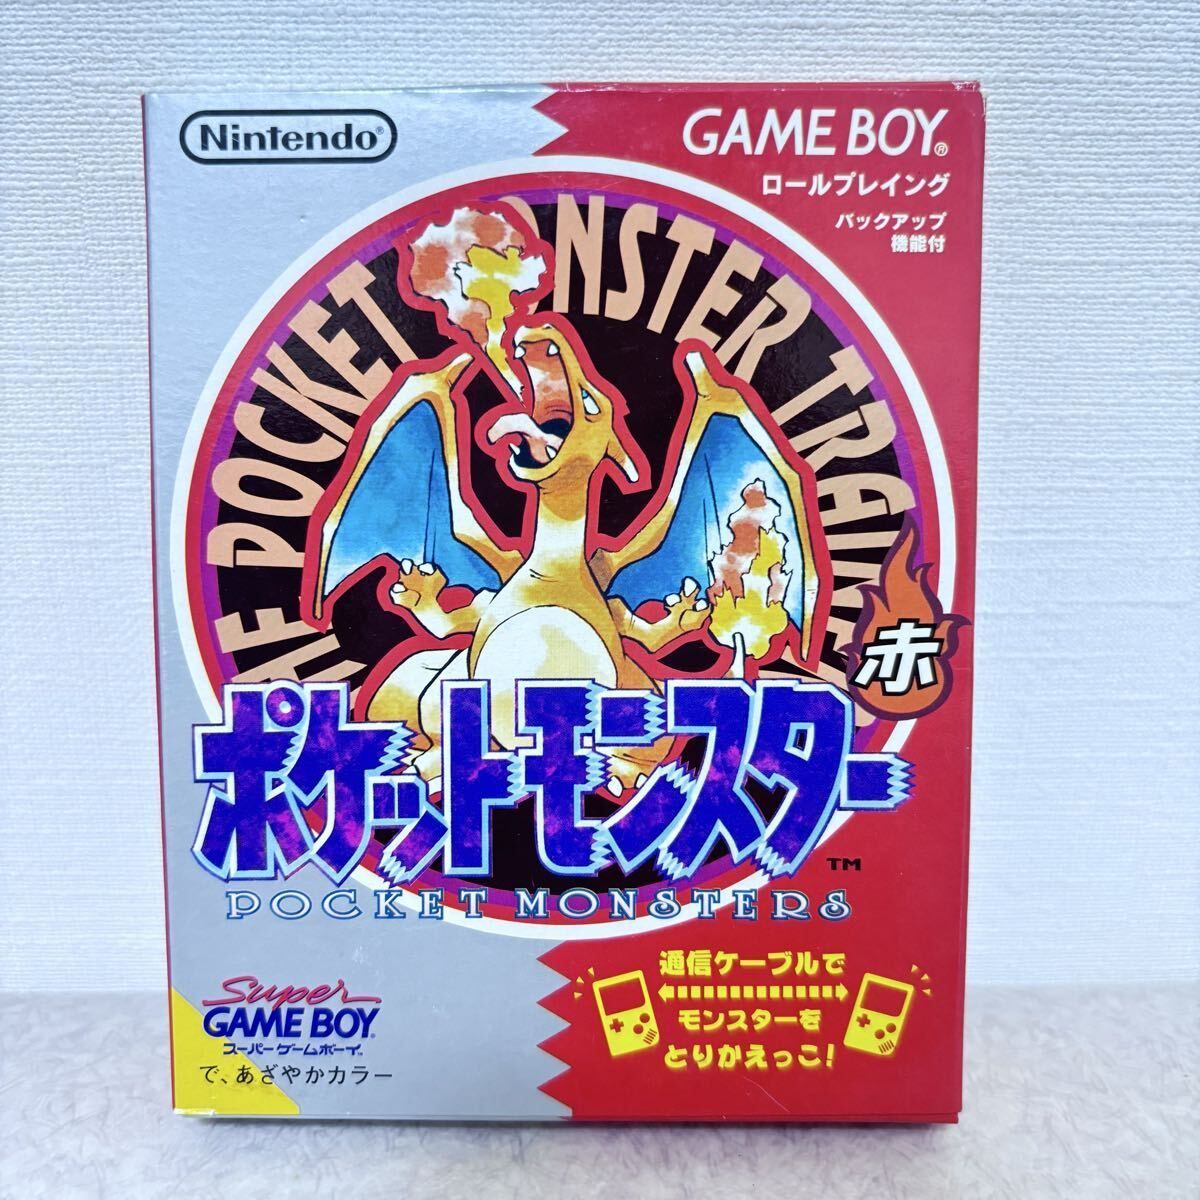 Nintendo®
GAME BOY®
ロールプレイング
バックアップ
機能付
POCKET MONSTER
赤
ポケットモンスター
TM
POCKET MONSTERS
通信ケーブルで
モンスターを
とりかえっこ!
Super
GAME BOY
スーパーゲームボーイ
で、あざやかカラー